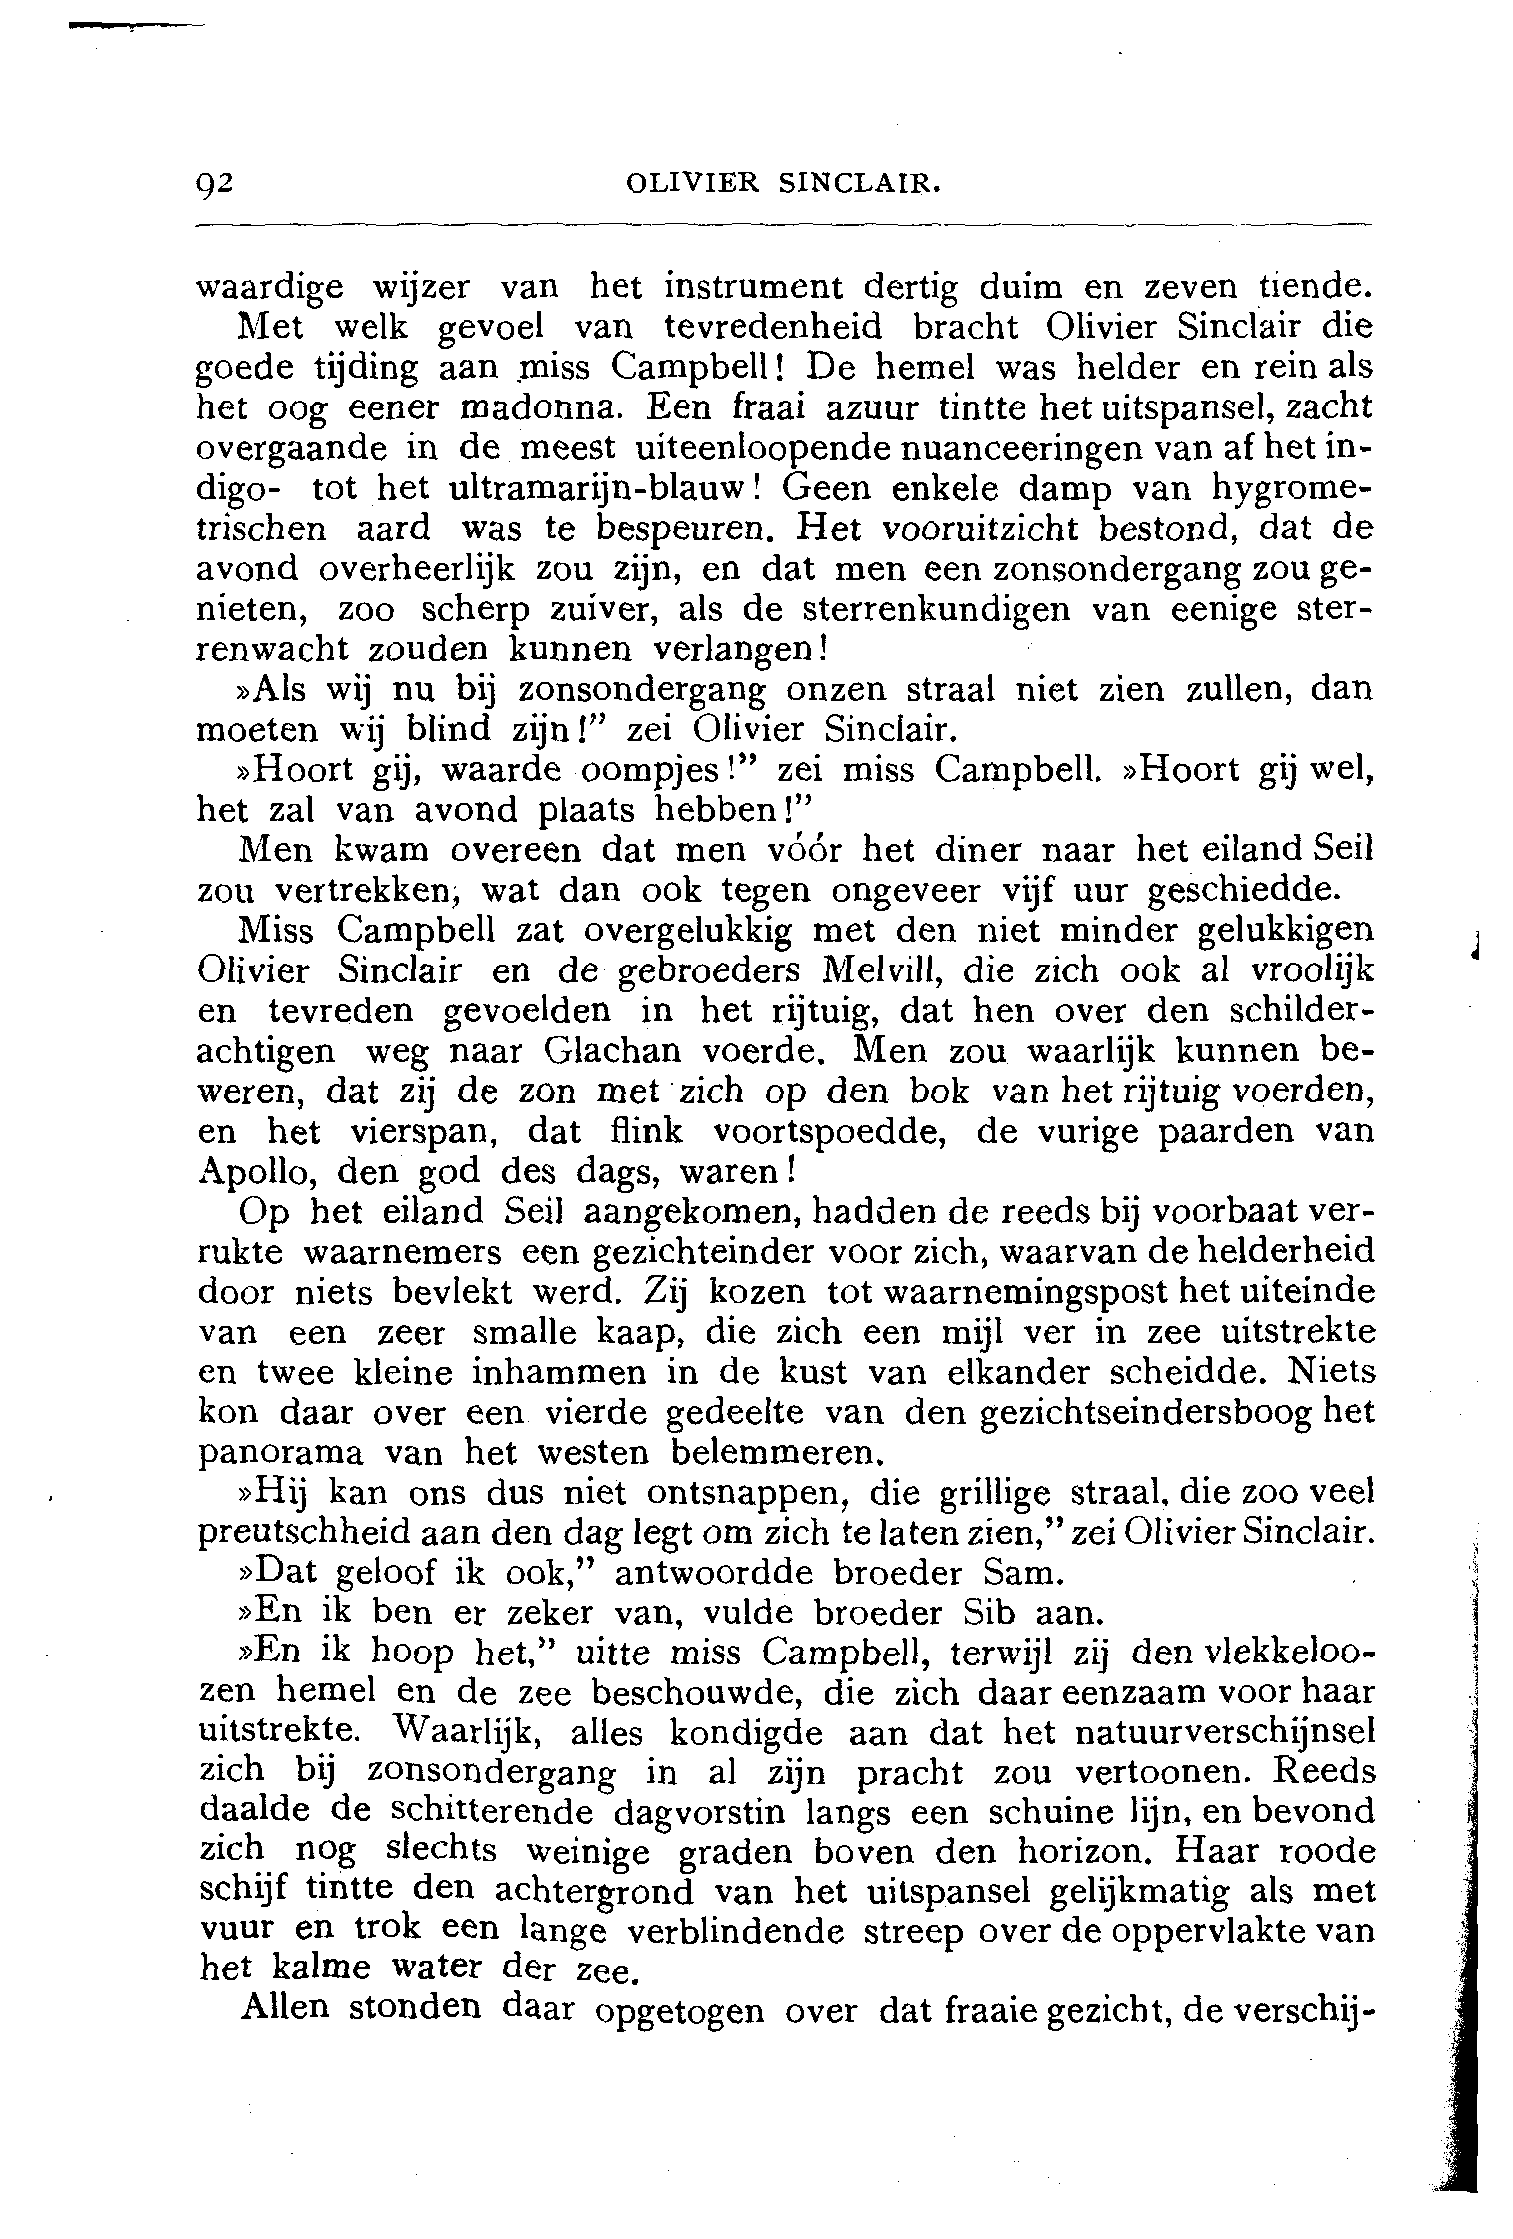 92 OLIVIER SINCLAIR.
waardige wijzer van het instrument dertig duim en zeven tiende.
Met welk gevoel van tevredenheid bracht Olivier Sinclair die
goede tijding aan miss Campbell! De hemel was helder en rein als
het oog eener madonna. Een fraai azuur tintte het uitspansel, zacht
overgaande in de meest uiteenloopende nuanceeringen van af het in-
digo- tot het ultramarijn-blauw! Geen enkele damp van hygrome-
trischen aard was te bespeuren. Het vooruitzicht bestond, dat de
avond overheerlijk zou zijn, en dat men een zonsondergang zou ge-
nieten, zoo scherp zuiver, als de sterrenkundigen van eenige ster-
renwacht zouden kunnen verlangen!
»Als wij nu bij zonsondergang onzen straal niet zien zullen, dan
moeten wij blind zijn!” zei Olivier Sinclair.
»Hoort gij, waarde oompjes!” zei miss Campbell. »Hoort gij wel,
het zal van avond plaats hebben!”
Men kwam overeen dat men vóór het diner naar het eiland Seil
zou vertrekken, wat dan ook tegen ongeveer vijf uur geschiedde.
Miss Campbell zat overgelukkig met den niet minder gelukkigen
Olivier Sinclair en de gebroeders Melvill, die zich ook al vroolijk
en tevreden gevoelden in het rijtuig, dat hen over den schilder-
achtigen weg naar Glachan voerde. Men zou waarlijk kunnen be-
weren, dat zij de zon met zich op den bok van het rijtuig voerden,
en het vierspan, dat flink voortspoedde, de vurige paarden van
Apollo, den god des dags, waren!
Op het eiland Seil aangekomen, hadden de reeds bij voorbaat ver-
rukte waarnemers een gezichteinder voor zich, waarvan de helderheid
door niets bevlekt werd. Zij kozen tot waarnemingspost het uiteinde
van een zeer smalle kaap, die zich een mijl ver in zee uitstrekte
en twee kleine inhammen in de kust van elkander scheidde. Niets
kon daar over een vierde gedeelte van den gezichtseindersboog het
panorama van het westen belemmeren.
»Hij kan ons dus niet ontsnappen, die grillige straal, die zoo veel
preutschheid aan den dag legt om zich te laten zien,” zei Olivier Sinclair.
»Dat geloof ik ook,” antwoordde broeder Sam.
»En ik ben er zeker van, vulde broeder Sib aan.
»En ik hoop het,” uitte miss Campbell, terwijl zij den vlekkeloo-
zen hemel en de zee beschouwde, die zich daar eenzaam voor haar
uitstrekte. Waarlijk, alles kondigde aan dat het natuurverschijnsel
zich bij zonsondergang in al zijn pracht zou vertoonen. Reeds
daalde de schitterende dagvorstin langs een schuine lijn, en bevond
zich nog slechts weinige graden boven den horizon. Haar roode
schijf tintte den achtergrond van het uitspansel gelijkmatig als met
vuur en trok een lange verblindende streep over de oppervlakte van
het kalme water der zee.
Allen stonden daar opgetogen over dat fraaie gezicht, de verschij-